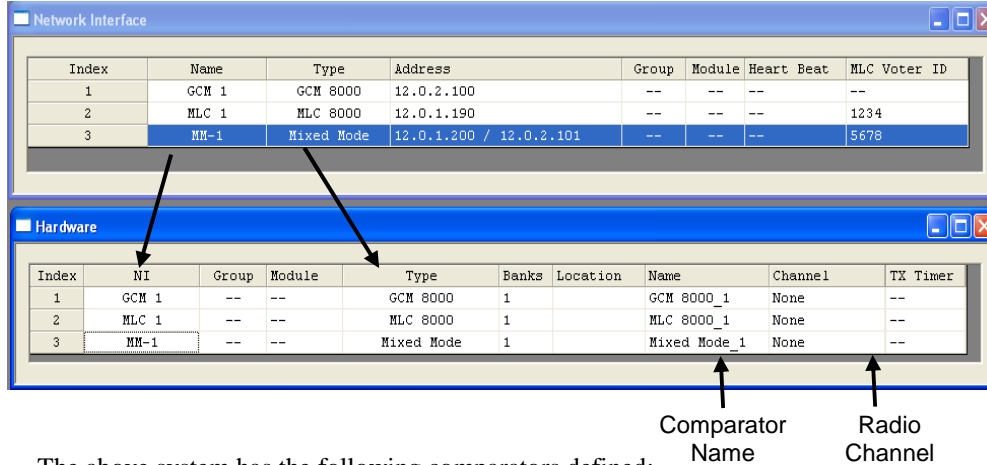 Network Interface
Index Name Type Address Group Module Heart Beat MLC Voter ID
1 GCM 1 GCM 8000 12.0.2.100 -- -- -- --
2 MLC 1 MLC 8000 12.0.1.190 -- -- -- 1234
3 MM-1 Mixed Mode 12.0.1.200 / 12.0.2.101 -- -- -- 5678
Hardware
Index NI Group Module Type Banks Location Name Channel TX Timer
1 GCM 1 -- -- GCM 8000 1 GCM 8000_1 None --
2 MLC 1 -- -- MLC 8000 1 MLC 8000_1 None --
3 MM-1 -- -- Mixed Mode 1 Mixed Mode_1 None --
Comparator Name
Radio Channel
The above system has the following comparators defined: